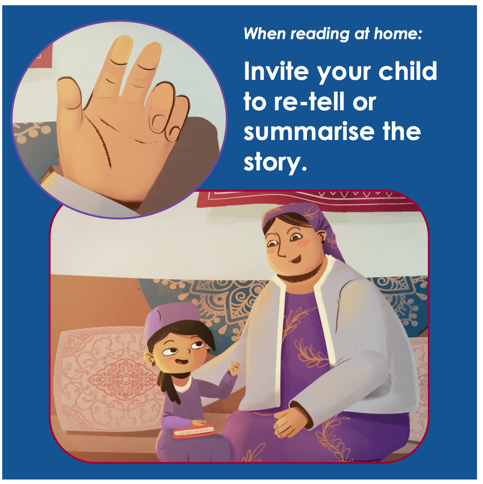 When reading at home:
Invite your child
to re-tell or
summarise the
story.